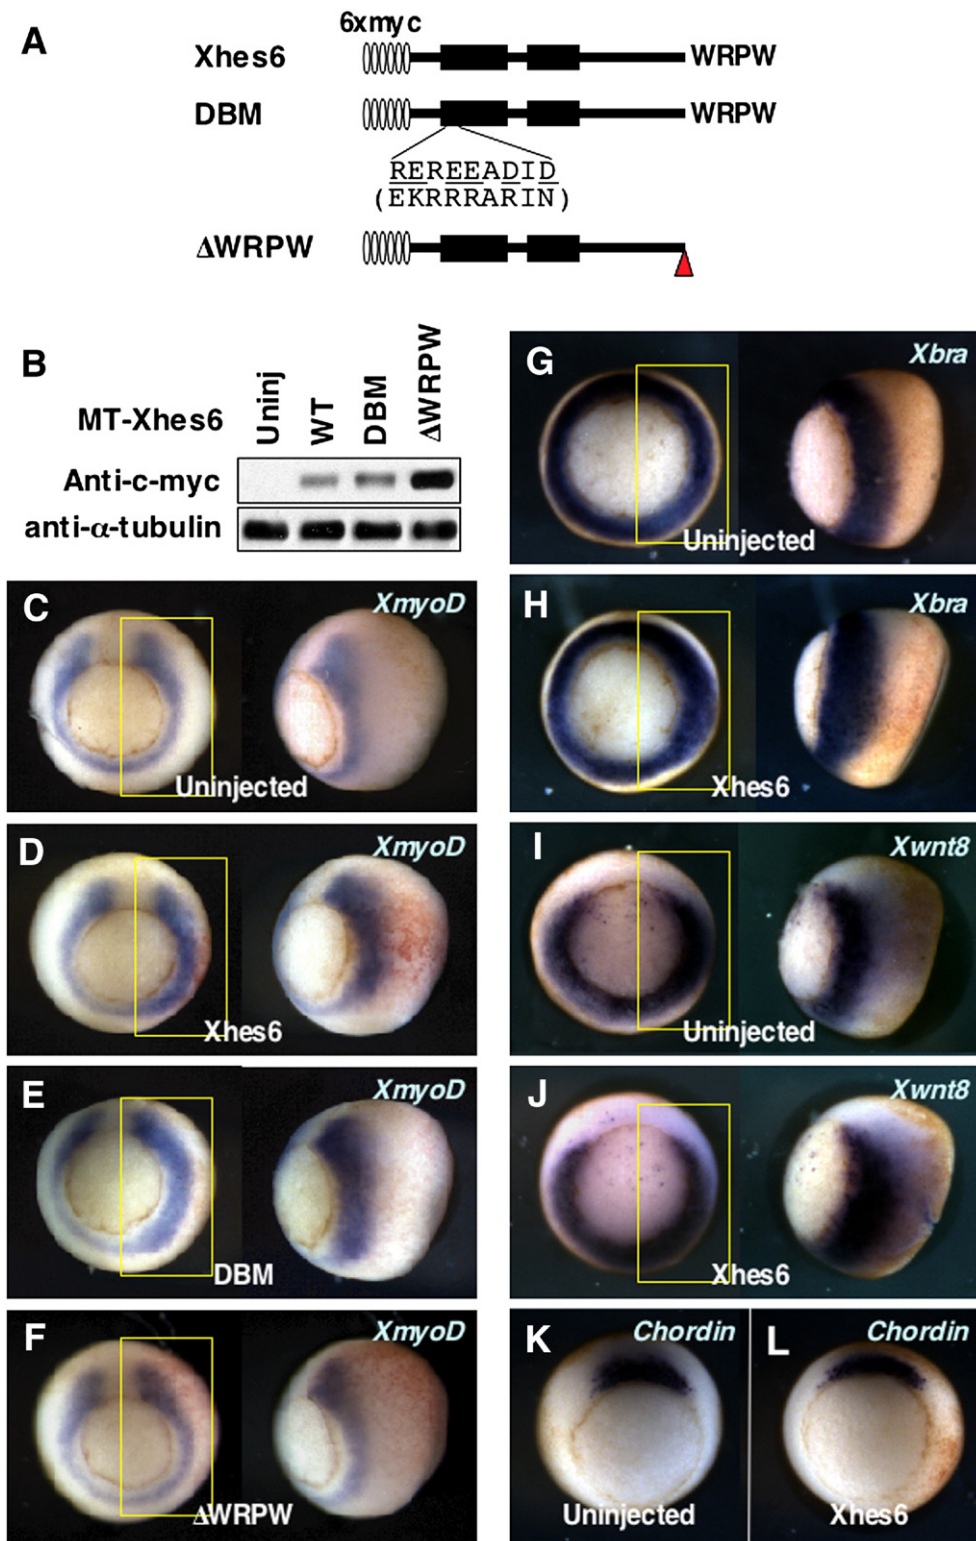 A
6xmyc
Xhes6
WRPW
DBM
WRPW
REREEADID
(EKRRRARIN)
ΔWRPW
B
MT-Xhes6
Uninj
WT
DBM
ΔWRPW
Anti-c-myc
anti-α-tubulin
C
XmyoD
Uninjected
D
XmyoD
Xhes6
E
XmyoD
DBM
F
XmyoD
ΔWRPW
G
Xbra
Uninjected
H
Xbra
Xhes6
I
Xwnt8
Uninjected
J
Xwnt8
Xhes6
K
Chordin
Uninjected
L
Chordin
Xhes6